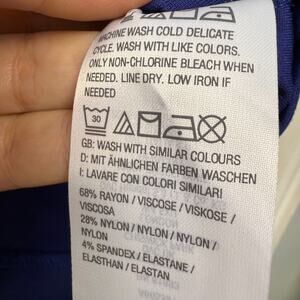 MACHINE WASH COLD DELICATE
CYCLE. WASH WITH LIKE COLORS.
ONLY NON-CHLORINE BLEACH WHEN
NEEDED. LINE DRY. LOW IRON IF
NEEDED
30
GB: WASH WITH SIMILAR COLOURS
D: MIT ÄHNLICHEN FARBEN WASCHEN
I: LAVARE CON COLORI SIMILARI
68% RAYON / VISCOSE / VISKOSE /
VISCOSA
28% NYLON / NYLON / NYLON /
NYLON
4% SPANDEX / ELASTANE /
ELASTHAN / ELASTAN